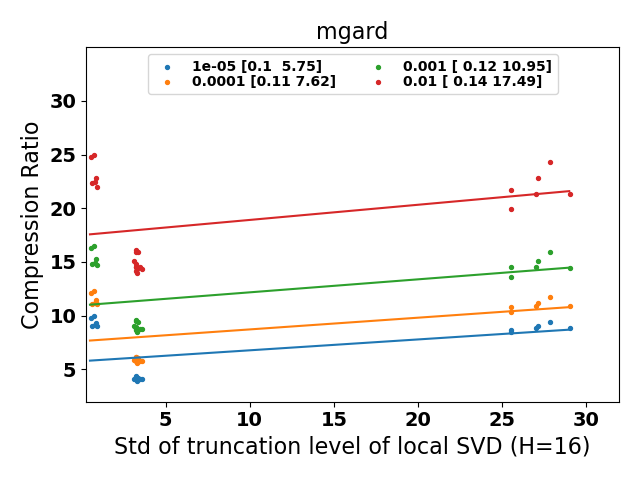 mgard
1e-05 [0.1  5.75]
0.0001 [0.11 7.62]
0.001 [ 0.12 10.95]
0.01 [ 0.14 17.49]
Compression Ratio
30
25
20
15
10
5
5 10 15 20 25 30
Std of truncation level of local SVD (H=16)